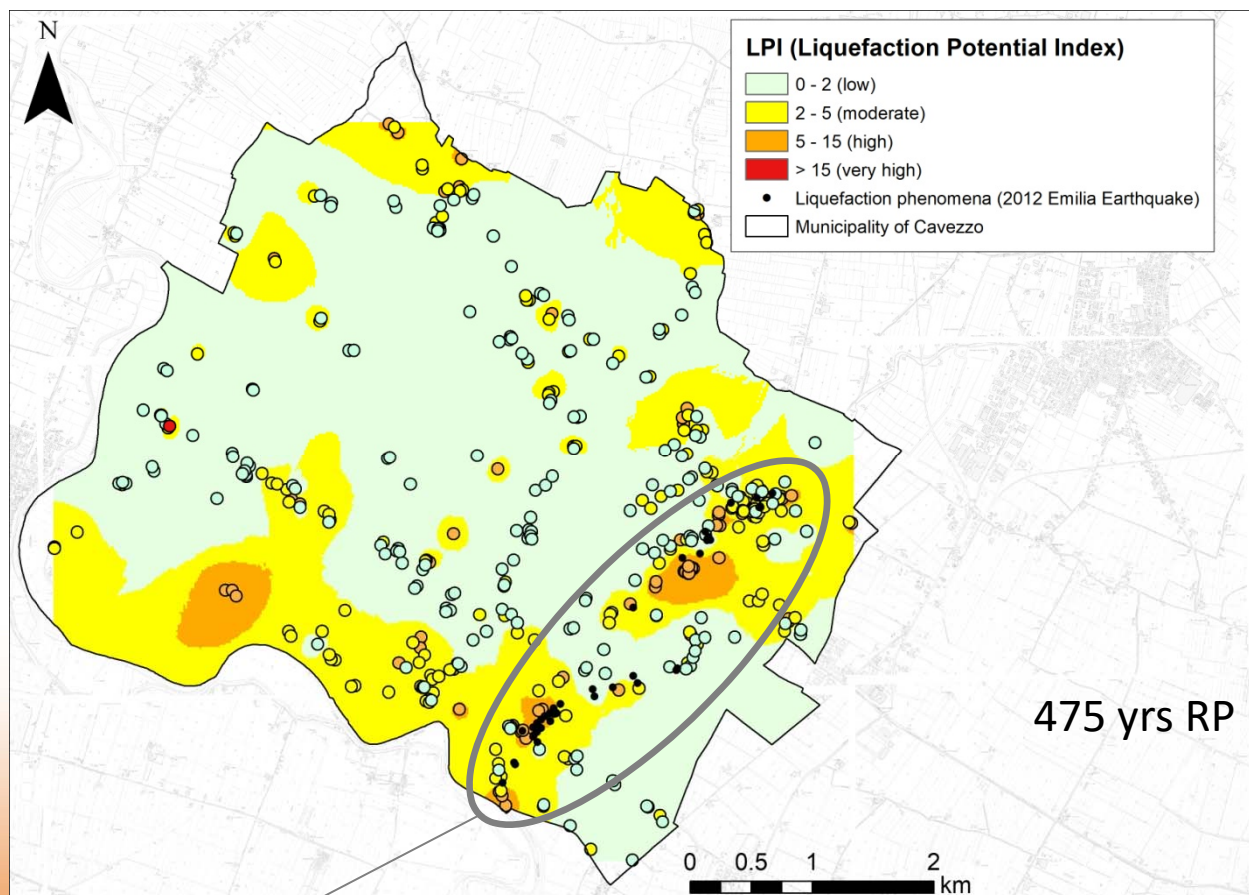 N
LPI (Liquefaction Potential Index)
0 - 2 (low)
2 - 5 (moderate)
5 - 15 (high)
> 15 (very high)
Liquefaction phenomena (2012 Emilia Earthquake)
Municipality of Cavezzo
475 yrs RP
0 0.5 1 2
km